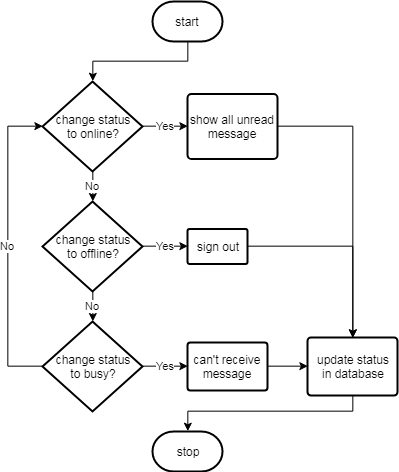 start
change status
to online?
Yes
show all unread
message
No
change status
to offline?
Yes
sign out
No
No
change status
to busy?
Yes
can't receive
message
update status
in database
stop